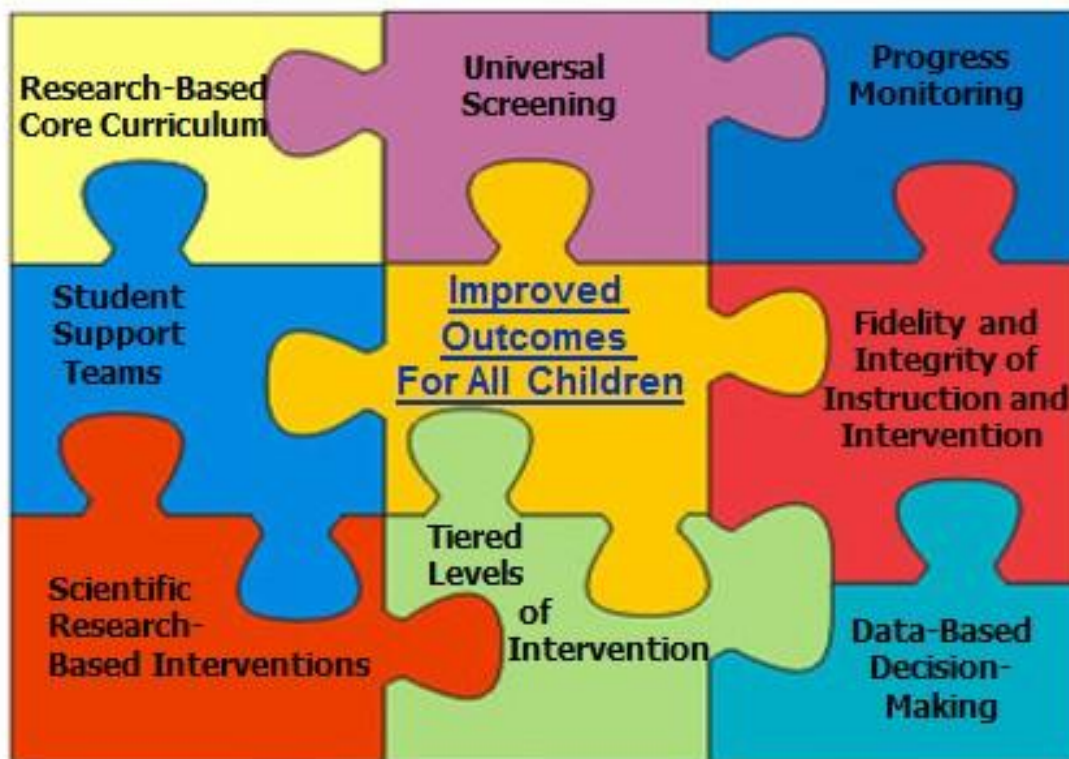 Research-Based
Core Curriculum
Universal
Screening
Progress
Monitoring
Student
Support
Teams
Improved
Outcomes
For All Children
Fidelity and
Integrity of
Instruction and
Intervention
Scientific
Research-
Based Interventions
Tiered
Levels
of
Intervention
Data-Based
Decision-
Making